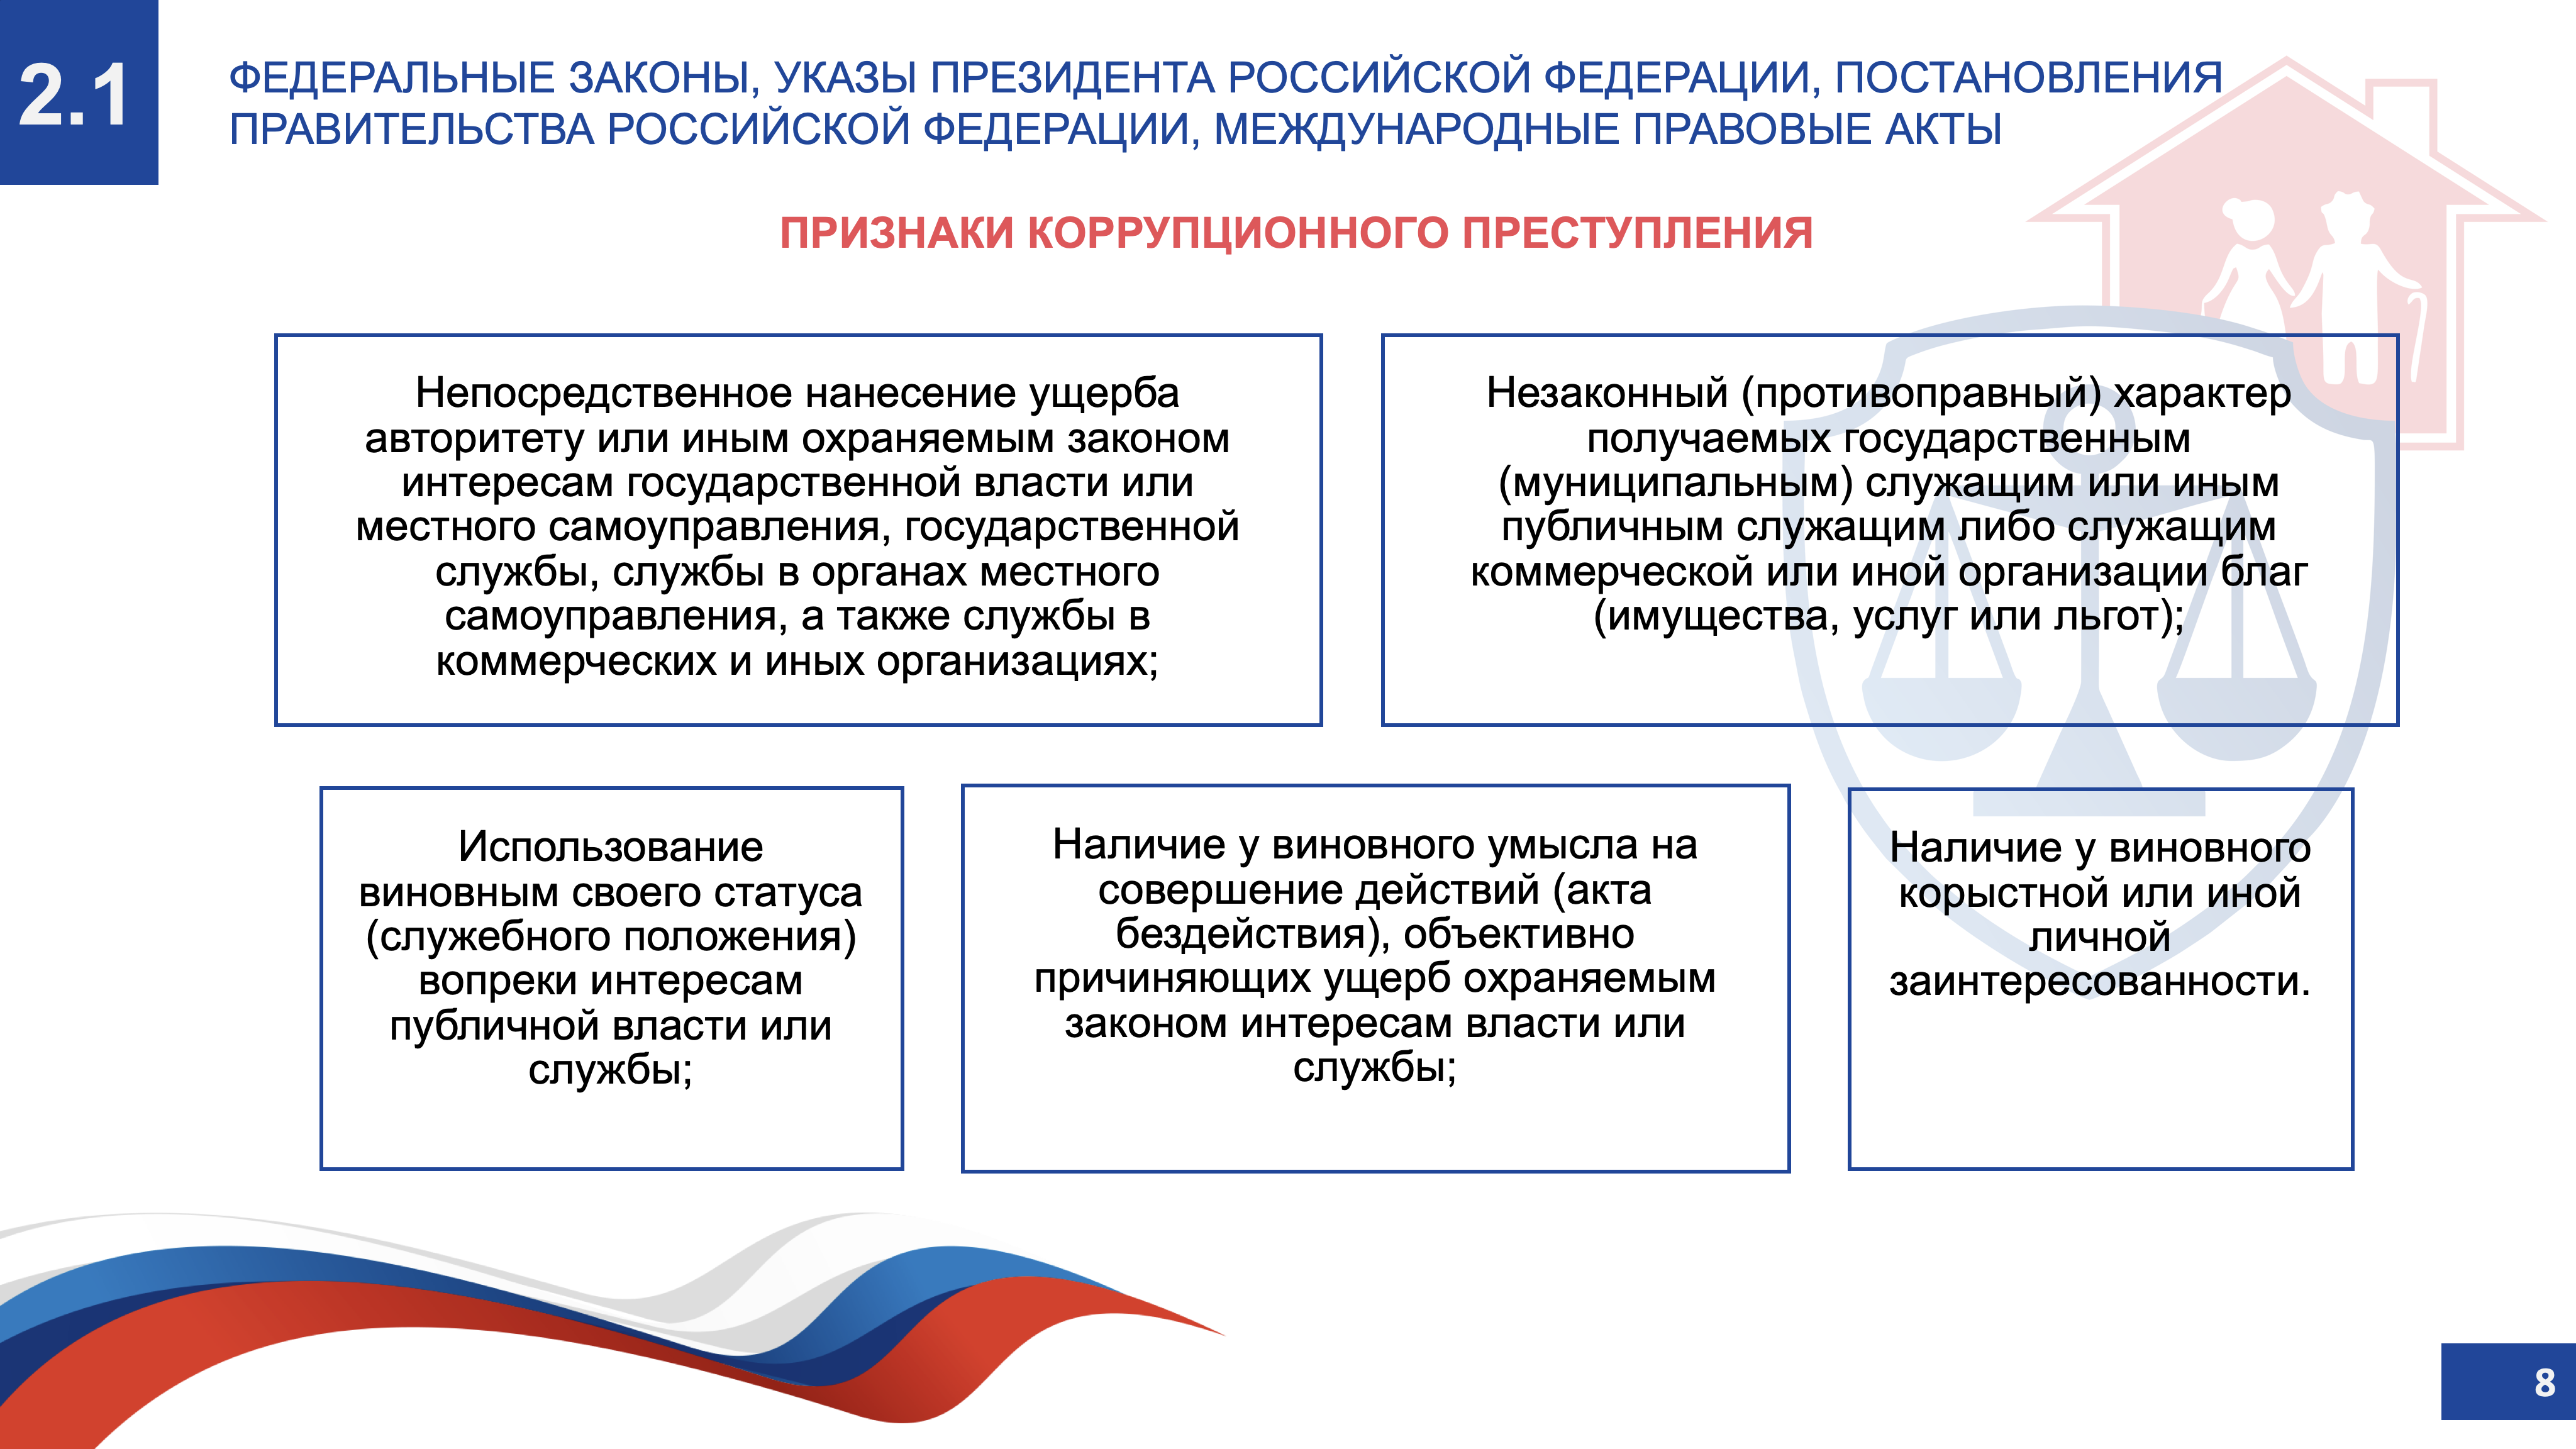 2.1
ФЕДЕРАЛЬНЫЕ ЗАКОНЫ, УКАЗЫ ПРЕЗИДЕНТА РОССИЙСКОЙ ФЕДЕРАЦИИ, ПОСТАНОВЛЕНИЯ
ПРАВИТЕЛЬСТВА РОССИЙСКОЙ ФЕДЕРАЦИИ, МЕЖДУНАРОДНЫЕ ПРАВОВЫЕ АКТЫ
ПРИЗНАКИ КОРРУПЦИОННОГО ПРЕСТУПЛЕНИЯ
Непосредственное нанесение ущерба
авторитету или иным охраняемым законом
интересам государственной власти или
местного самоуправления, государственной
службы, службы в органах местного
самоуправления, а также службы в
коммерческих и иных организациях;
Незаконный (противоправный) характер
получаемых государственным
(муниципальным) служащим или иным
публичным служащим либо служащим
коммерческой или иной организации благ
(имущества, услуг или льгот);
Использование
виновным своего статуса
(служебного положения)
вопреки интересам
публичной власти или
службы;
Наличие у виновного умысла на
совершение действий (акта
бездействия), объективно
причиняющих ущерб охраняемым
законом интересам власти или
службы;
Наличие у виновного
корыстной или иной
личной
заинтересованности.
8